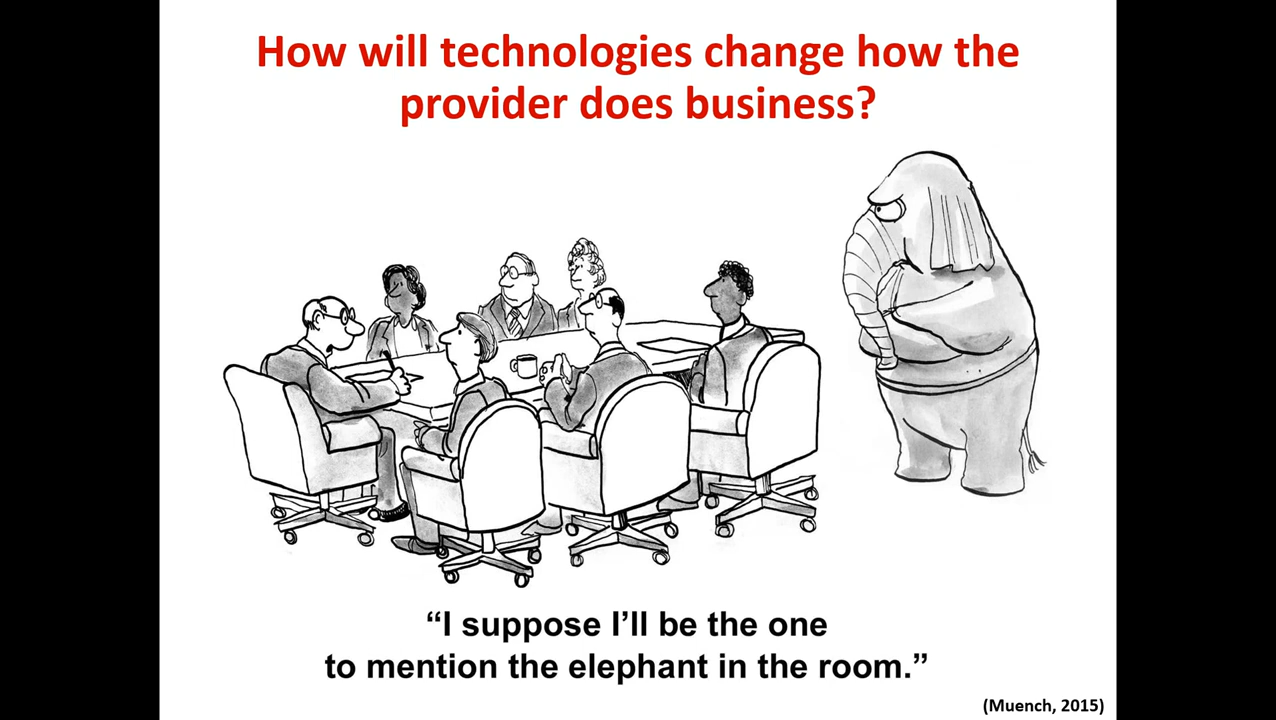 How will technologies change how the
provider does business?
“I suppose I’ll be the one
to mention the elephant in the room.”
(Muench, 2015)